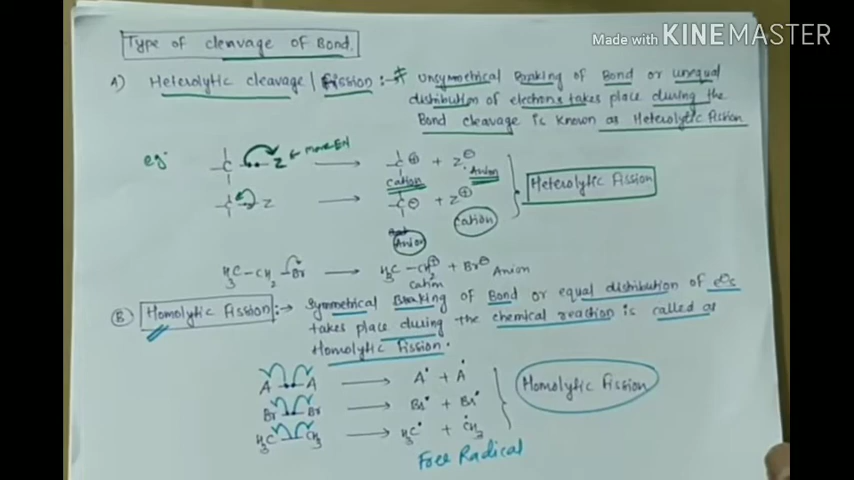 Made with KINEMASTER
Type of cleavage of Bond.
A) Heterolytic cleavage | Fission :- * Unsymetrical Breaking of Bond or unequal
distribution of electrons takes place during the
Bond cleavage is known as Heterolytic Fistion
eg- -C-Z ← more EN → -C⊕ + Z⊖
cation Anion
Heterolytic Fission
-C-Z → C⊖ + Z⊕
Anion Cation
H₃C-CH₂-Br → H₃C-CH₂⊕ + Br⊖ Anion
cation
B) Homolytic Fission :→ Symmetrical Breaking of Bond or equal distribution of e⊖s
takes place during the chemical reaction is called as
Homolytic Fission.
A-A → A• + A•
Homolytic Fission
Br-Br → Br• + Br•
H₃C-CH₃ → H₃C• + CH₃
Free Radical